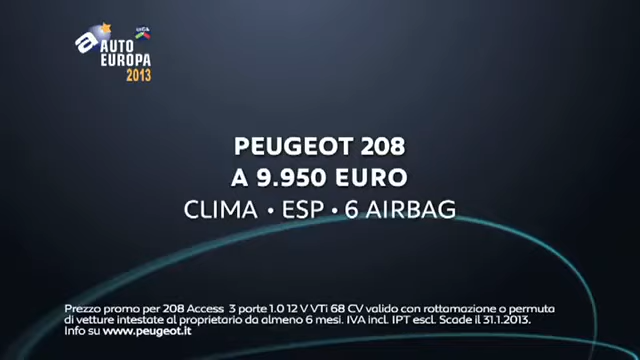 a
UIGA
AUTO
EUROPA
2013
PEUGEOT 208
A 9.950 EURO
CLIMA • ESP • 6 AIRBAG
Prezzo promo per 208 Access 3 porte 1.0 12 V VTi 68 CV valido con rottamazione o permuta
di vetture intestate al proprietario da almeno 6 mesi. IVA incl. IPT escl. Scade il 31.1.2013.
Info su www.peugeot.it